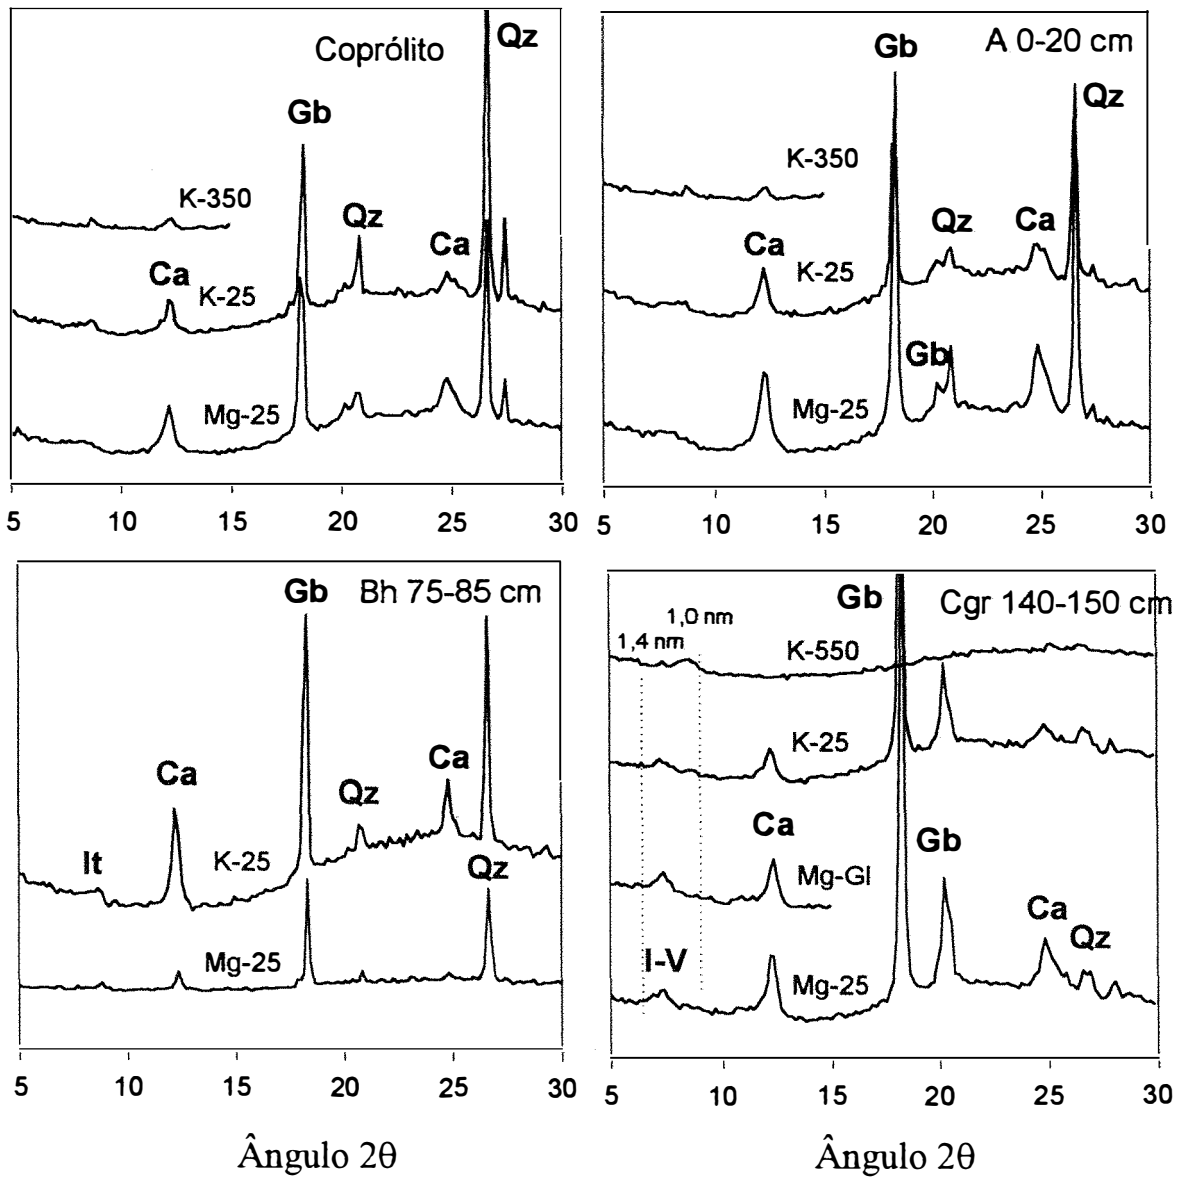 Coprólito
Qz
Gb
K-350
Qz
Ca
Ca
K-25
Mg-25
5 10 15 20 25 30
A 0-20 cm
Gb
Qz
K-350
Qz
Ca
Ca
K-25
Gb
Mg-25
5 10 15 20 25 30
Bh 75-85 cm
Gb
Ca
Qz
Ca
It
K-25
Qz
Mg-25
5 10 15 20 25 30
Ângulo 2θ
Cgr 140-150 cm
Gb
1,0 nm
1,4 nm
K-550
K-25
Ca
Gb
Mg-Gl
Ca
Qz
I-V
Mg-25
5 10 15 20 25 30
Ângulo 2θ